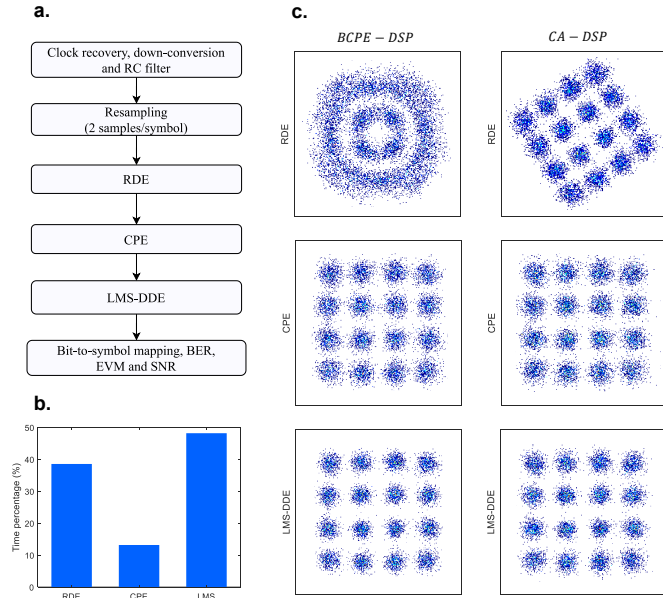 a.
Clock recovery, down-conversion
and RC filter
Resampling
(2 samples/symbol)
RDE
CPE
LMS-DDE
Bit-to-symbol mapping, BER,
EVM and SNR
b.
Time percentage (%)
50
40
30
20
10
0
RDE CPE LMS
c.
BCPE – DSP CA – DSP
RDE RDE
CPE CPE
LMS-DDE LMS-DDE